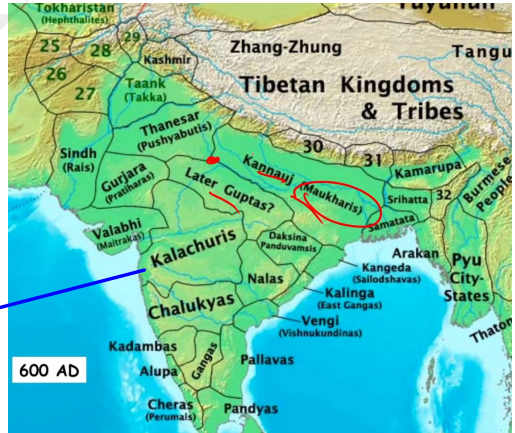 Tokharistan
(Hephthalites)
25
28
29
26
27
Kashmir
Taank
(Takka)
Zhang-Zhung
Tangu
Tibetan Kingdoms
& Tribes
Thanesar
(Pushyabutis)
Sindh
(Rais)
Gurjara
(Pratiharas)
Later Guptas?
Kannauj
(Maukharis)
30
31
Kamarupa
Srihatta
32
Samatata
Burmese
People
Valabhi
(Maitrakas)
Kalachuris
Daksina
Panduvamsis
Arakan
Pyu
City-
States
Kangeda
(Sailodshavas)
Nalas
Kalinga
(East Gangas)
Chalukyas
Vengi
(Vishnukundinas)
Thaton
Kadambas
Alupa
Gangas
Pallavas
600 AD
Cheras
(Perumals)
Pandyas